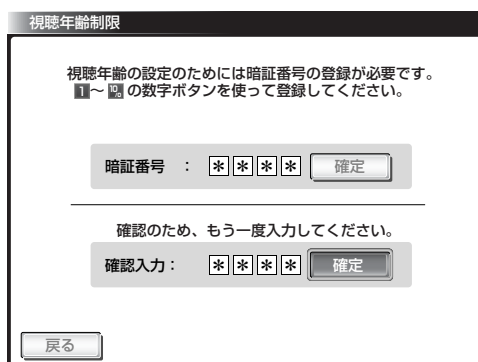 視聴年齢制限
視聴年齢の設定のためには暗証番号の登録が必要です。
1～10の数字ボタンを使って登録してください。
暗証番号 : ＊＊＊＊ 確定
確認のため、もう一度入力してください。
確認入力 : ＊＊＊＊ 確定
戻る